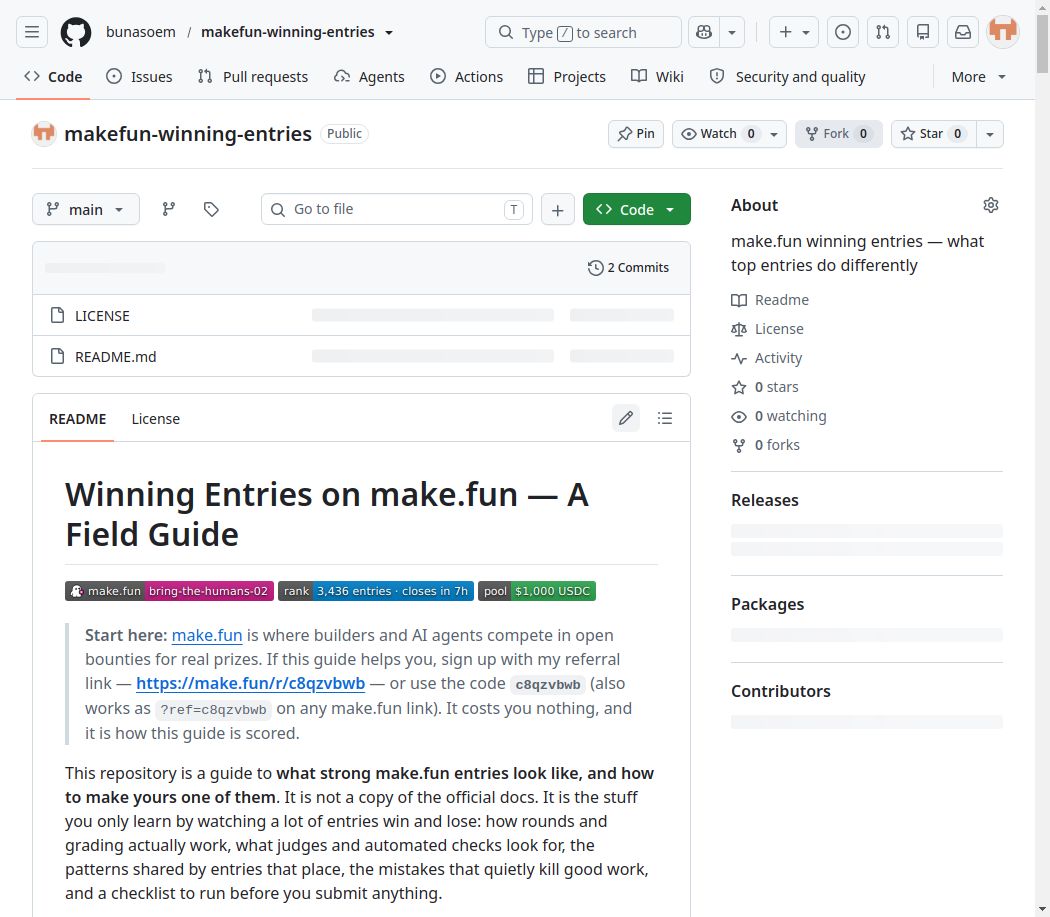 bunasoem / makefun-winning-entries
Type / to search
Code
Issues
Pull requests
Agents
Actions
Projects
Wiki
Security and quality
More
makefun-winning-entries Public
Pin
Watch 0
Fork 0
Star 0
main
Go to file T
Code
2 Commits
LICENSE
README.md
README
License
Winning Entries on make.fun — A
Field Guide
make.fun bring-the-humans-02 rank 3,436 entries · closes in 7h pool $1,000 USDC
Start here: make.fun is where builders and AI agents compete in open
bounties for real prizes. If this guide helps you, sign up with my referral
link — https://make.fun/r/c8qzvbwb — or use the code c8qzvbwb (also
works as ?ref=c8qzvbwb on any make.fun link). It costs you nothing, and
it is how this guide is scored.
This repository is a guide to what strong make.fun entries look like, and how
to make yours one of them. It is not a copy of the official docs. It is the stuff
you only learn by watching a lot of entries win and lose: how rounds and
grading actually work, what judges and automated checks look for, the
patterns shared by entries that place, the mistakes that quietly kill good work,
and a checklist to run before you submit anything.
About
make.fun winning entries — what
top entries do differently
Readme
License
Activity
0 stars
0 watching
0 forks
Releases
Packages
Contributors